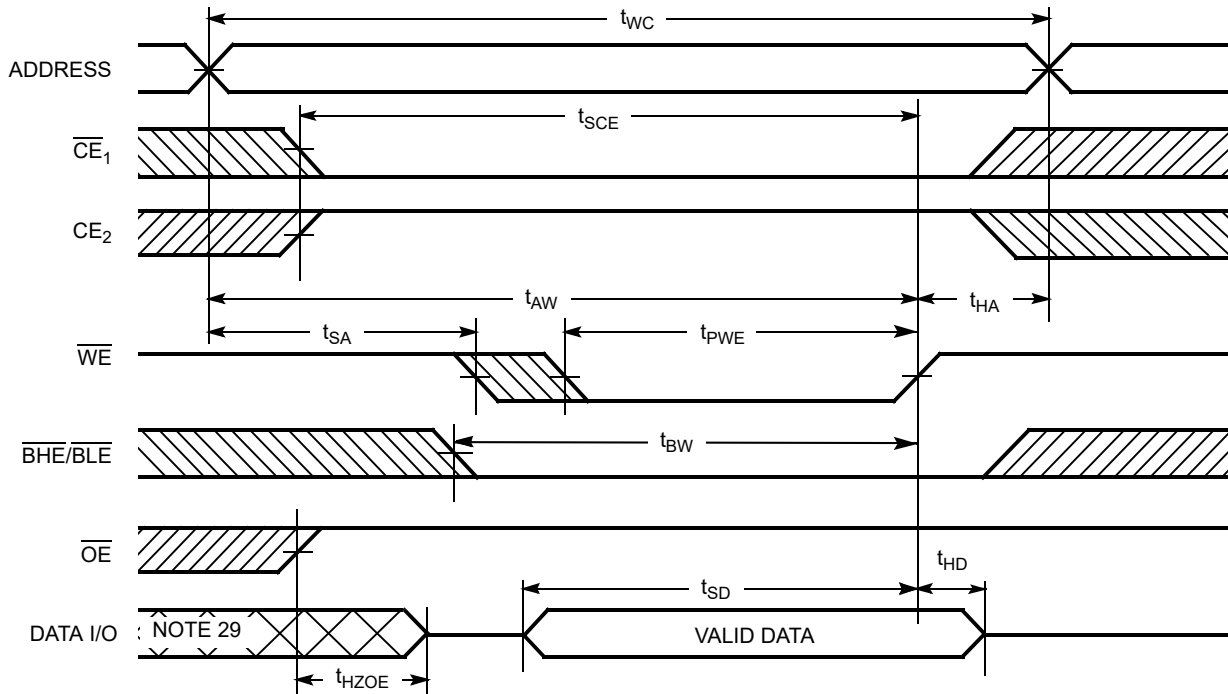 tWC
ADDRESS
tSCE
CE1
CE2
tAW
tHA
tSA
tPWE
WE
BHE/BLE
tBW
OE
tHD
tSD
DATA I/O NOTE 29 VALID DATA
tHZOE